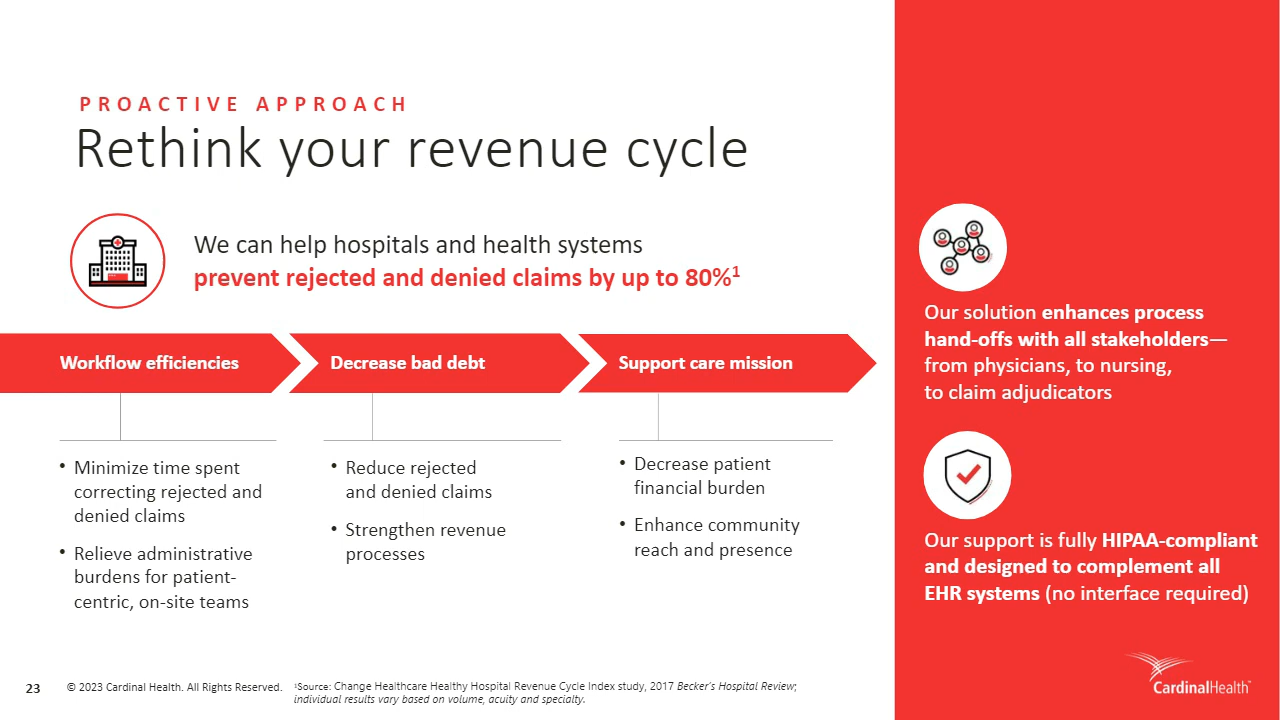 PROACTIVE APPROACH
Rethink your revenue cycle
We can help hospitals and health systems
prevent rejected and denied claims by up to 80%¹
Workflow efficiencies
• Minimize time spent
correcting rejected and
denied claims
• Relieve administrative
burdens for patient-
centric, on-site teams
Decrease bad debt
• Reduce rejected
and denied claims
• Strengthen revenue
processes
Support care mission
• Decrease patient
financial burden
• Enhance community
reach and presence
Our solution enhances process
hand-offs with all stakeholders—
from physicians, to nursing,
to claim adjudicators
Our support is fully HIPAA-compliant
and designed to complement all
EHR systems (no interface required)
23
© 2023 Cardinal Health. All Rights Reserved.
¹Source: Change Healthcare Healthy Hospital Revenue Cycle Index study, 2017 Becker's Hospital Review;
individual results vary based on volume, acuity and specialty.
CardinalHealth™